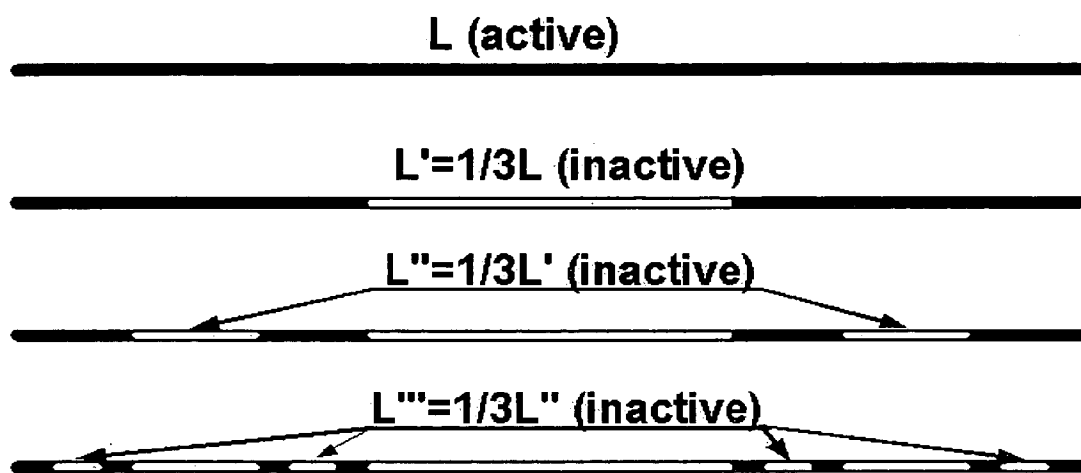 L (active)
L'=1/3L (inactive)
L''=1/3L' (inactive)
L'''=1/3L'' (inactive)